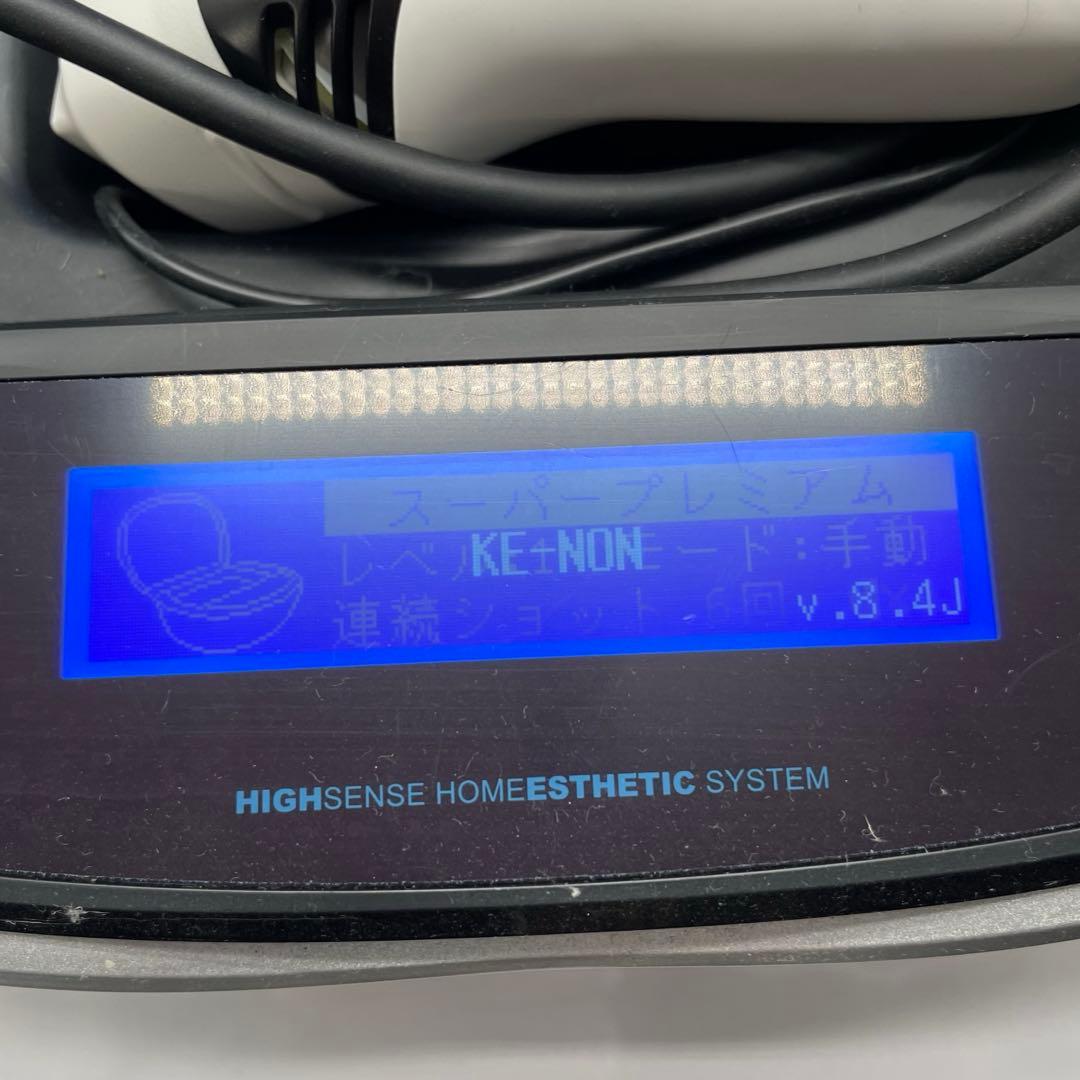 スーパープレミアム
レベル KE-NON モード:手動
連続ショット 6回 v.8.4J
HIGHSENSE HOMEESTHETIC SYSTEM